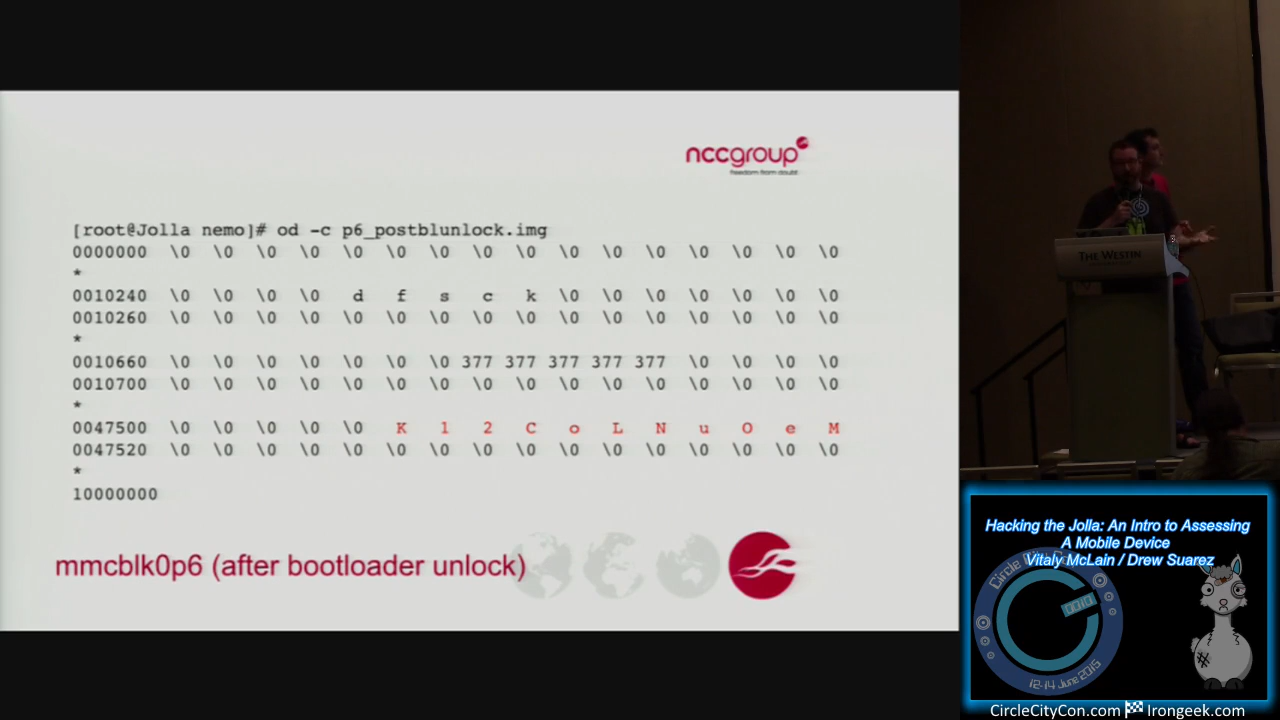 nccgroup
freedom from doubt
[root@Jolla nemo]# od -c p6_postblunlock.img
0000000 \0 \0 \0 \0 \0 \0 \0 \0 \0 \0 \0 \0 \0 \0 \0 \0
*
0010240 \0 \0 \0 \0 d f s c k \0 \0 \0 \0 \0 \0 \0
0010260 \0 \0 \0 \0 \0 \0 \0 \0 \0 \0 \0 \0 \0 \0 \0 \0
*
0010660 \0 \0 \0 \0 \0 \0 \0 377 377 377 377 377 \0 \0 \0 \0
0010700 \0 \0 \0 \0 \0 \0 \0 \0 \0 \0 \0 \0 \0 \0 \0 \0
*
0047500 \0 \0 \0 \0 \0 K 1 2 C o L N u O e M
0047520 \0 \0 \0 \0 \0 \0 \0 \0 \0 \0 \0 \0 \0 \0 \0 \0
*
10000000
mmcblk0p6 (after bootloader unlock)
THE WESTIN
Hacking the Jolla: An Intro to Assessing
A Mobile Device
Vitaly McLain / Drew Suarez
12-14 June 2015
CircleCityCon.com Irongeek.com